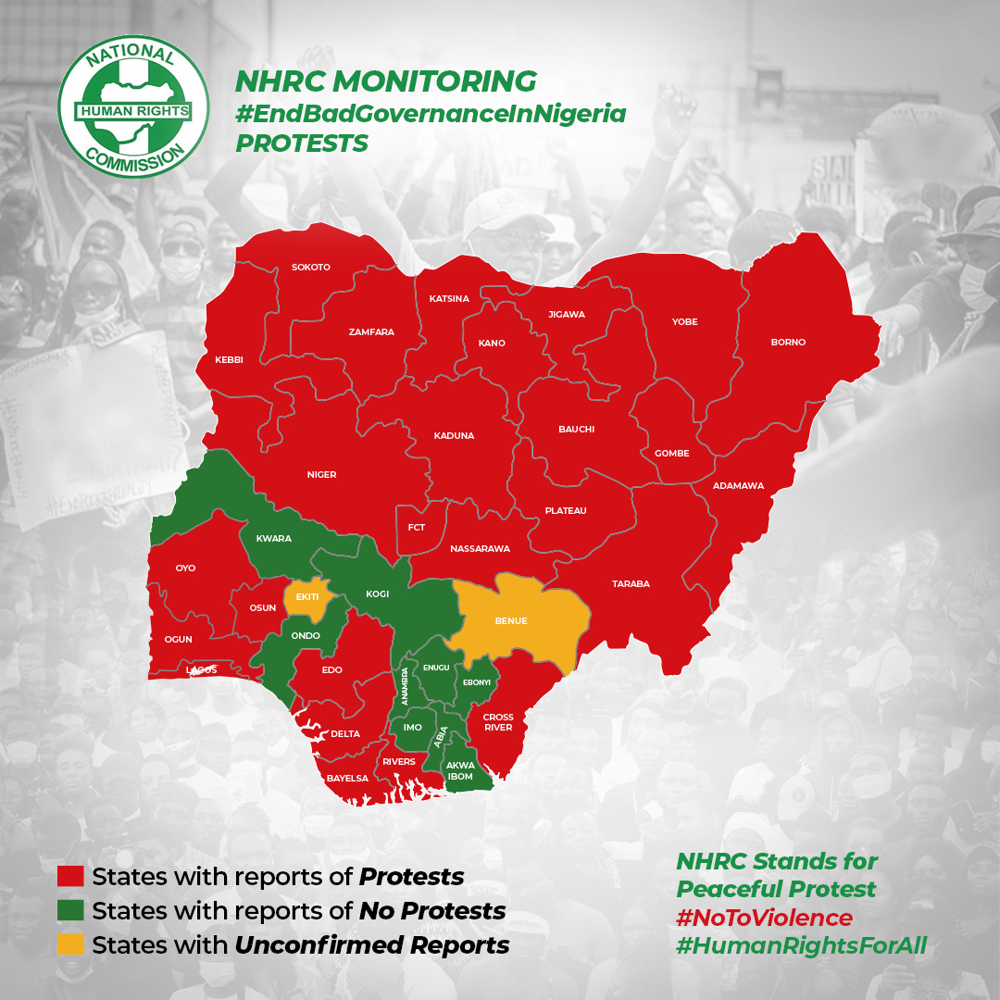 NATIONAL
HUMAN RIGHTS
COMMISSION
NHRC MONITORING
#EndBadGovernanceInNigeria
PROTESTS
SOKOTO
KATSINA
JIGAWA
YOBE
ZAMFARA
KANO
BORNO
KEBBI
KADUNA
BAUCHI
GOMBE
NIGER
ADAMAWA
PLATEAU
FCT
KWARA
NASSARAWA
OYO
TARABA
KOGI
EKITI
OSUN
BENUE
OGUN
ONDO
LAGOS
EDO
ANAMBRA
ENUGU
EBONYI
CROSS
RIVER
IMO
DELTA
ABIA
RIVERS
AKWA
IBOM
BAYELSA
States with reports of Protests
States with reports of No Protests
States with Unconfirmed Reports
NHRC Stands for
Peaceful Protest
#NoToViolence
#HumanRightsForAll